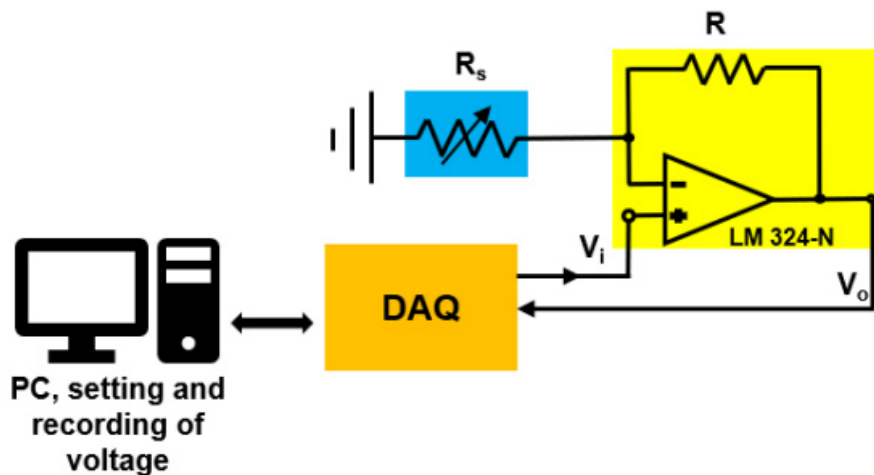 R
Rs
LM 324-N
Vi
Vo
DAQ
PC, setting and
recording of
voltage